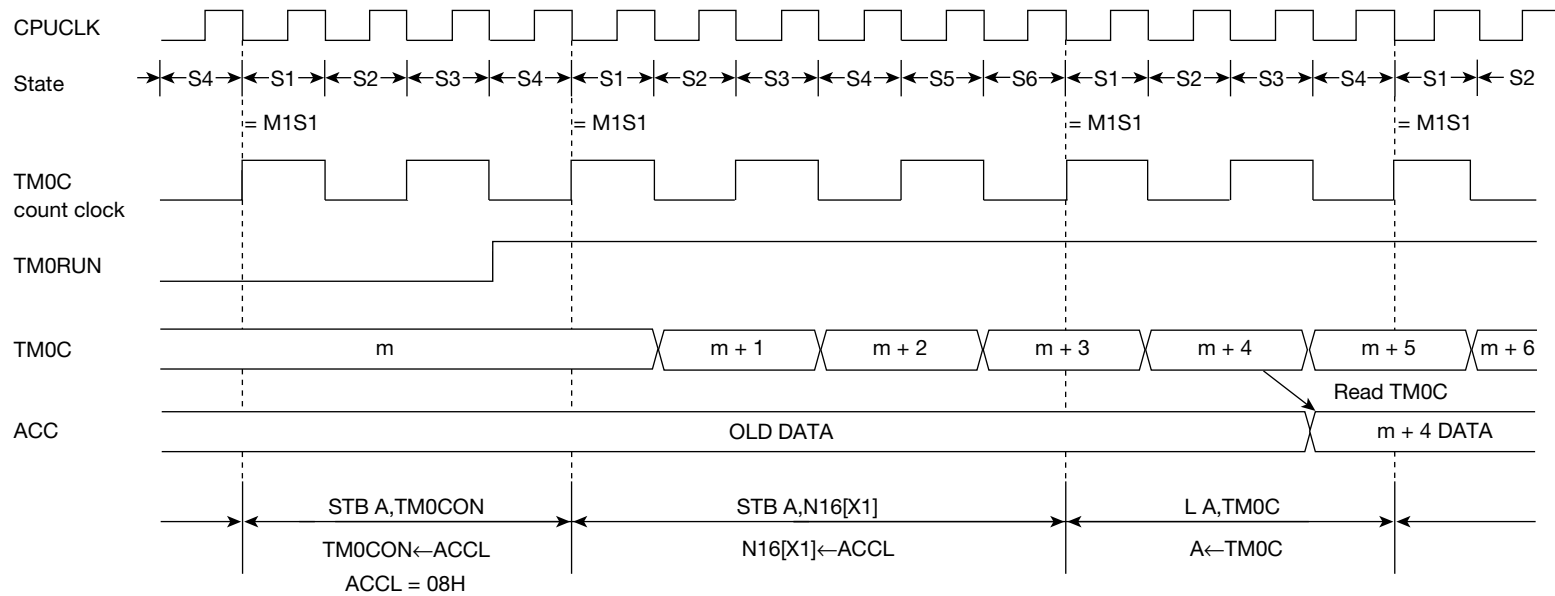 CPUCLK
State
S4 S1 S2 S3 S4 S1 S2 S3 S4 S5 S6 S1 S2 S3 S4 S1 S2
= M1S1 = M1S1 = M1S1 = M1S1
TM0C
count clock
TM0RUN
TM0C m m + 1 m + 2 m + 3 m + 4 m + 5 m + 6
Read TM0C
ACC OLD DATA m + 4 DATA
STB A,TM0CON STB A,N16[X1] L A,TM0C
TM0CON←ACCL N16[X1]←ACCL A←TM0C
ACCL = 08H